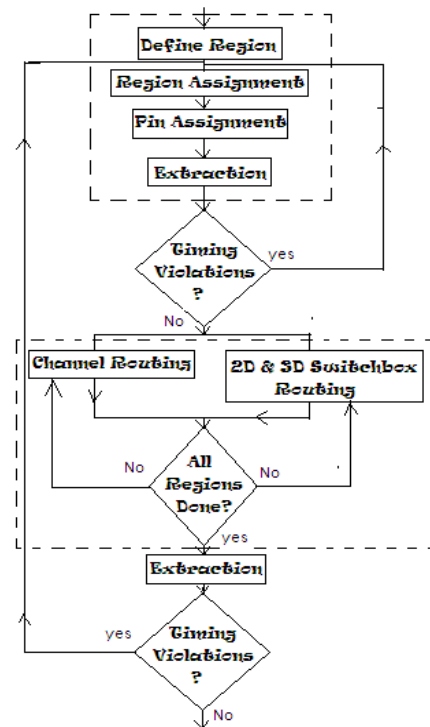 Define Region
Region Assignment
Pin Assignment
Extraction
Timing
Violations
?
yes
No
Channel Routing
2D & 3D Switchbox
Routing
All
Regions
Done?
No
No
yes
Extraction
Timing
Violations
?
yes
No